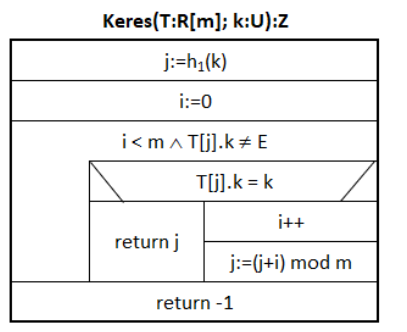 Keres(T:R[m]; k:U):Z
j:=h₁(k)
i:=0
i < m ∧ T[j].k ≠ E
T[j].k = k
return j
i++
j:=(j+i) mod m
return -1